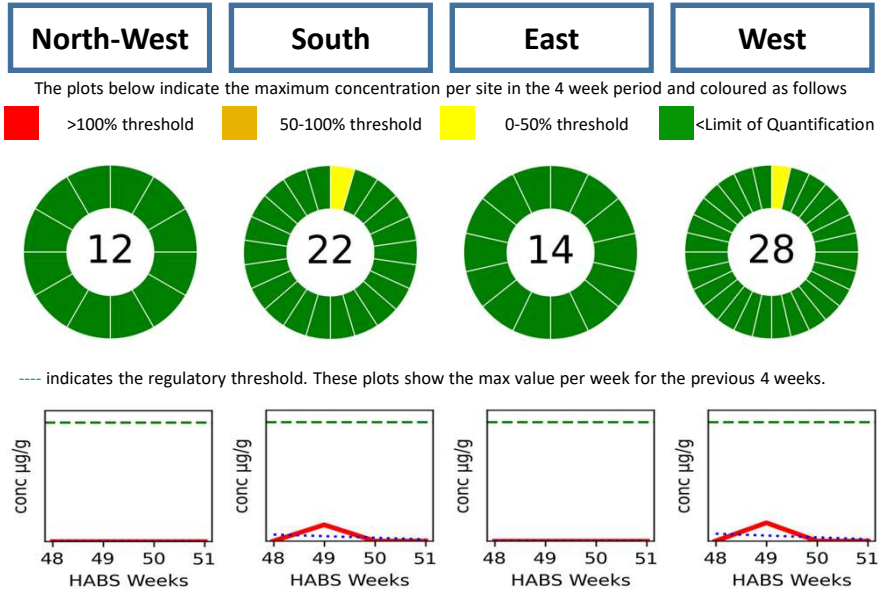 North-West South East West
The plots below indicate the maximum concentration per site in the 4 week period and coloured as follows
>100% threshold 50-100% threshold 0-50% threshold <Limit of Quantification
12 22 14 28
---- indicates the regulatory threshold. These plots show the max value per week for the previous 4 weeks.
conc µg/g conc µg/g conc µg/g conc µg/g
48 49 50 51 48 49 50 51 48 49 50 51 48 49 50 51
HABS Weeks HABS Weeks HABS Weeks HABS Weeks